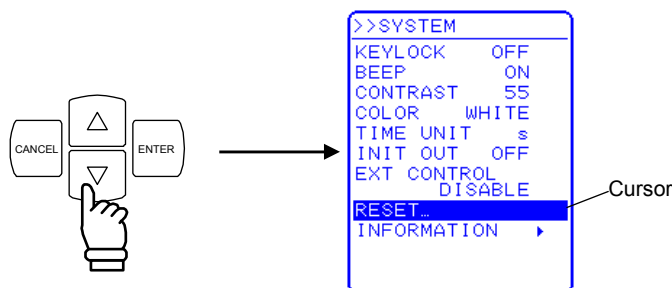 CANCEL
ENTER
>>SYSTEM
KEYLOCK OFF
BEEP ON
CONTRAST 55
COLOR WHITE
TIME UNIT s
INIT OUT OFF
EXT CONTROL
DISABLE
RESET…
INFORMATION
Cursor